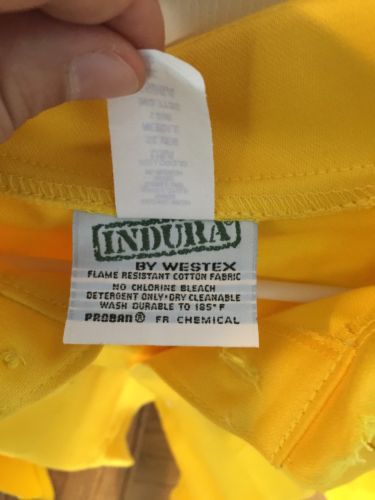 INDURA®
BY WESTEX
FLAME RESISTANT COTTON FABRIC
NO CHLORINE BLEACH
DETERGENT ONLY•DRY CLEANABLE
WASH DURABLE TO 185° F
PROBAN® FR CHEMICAL